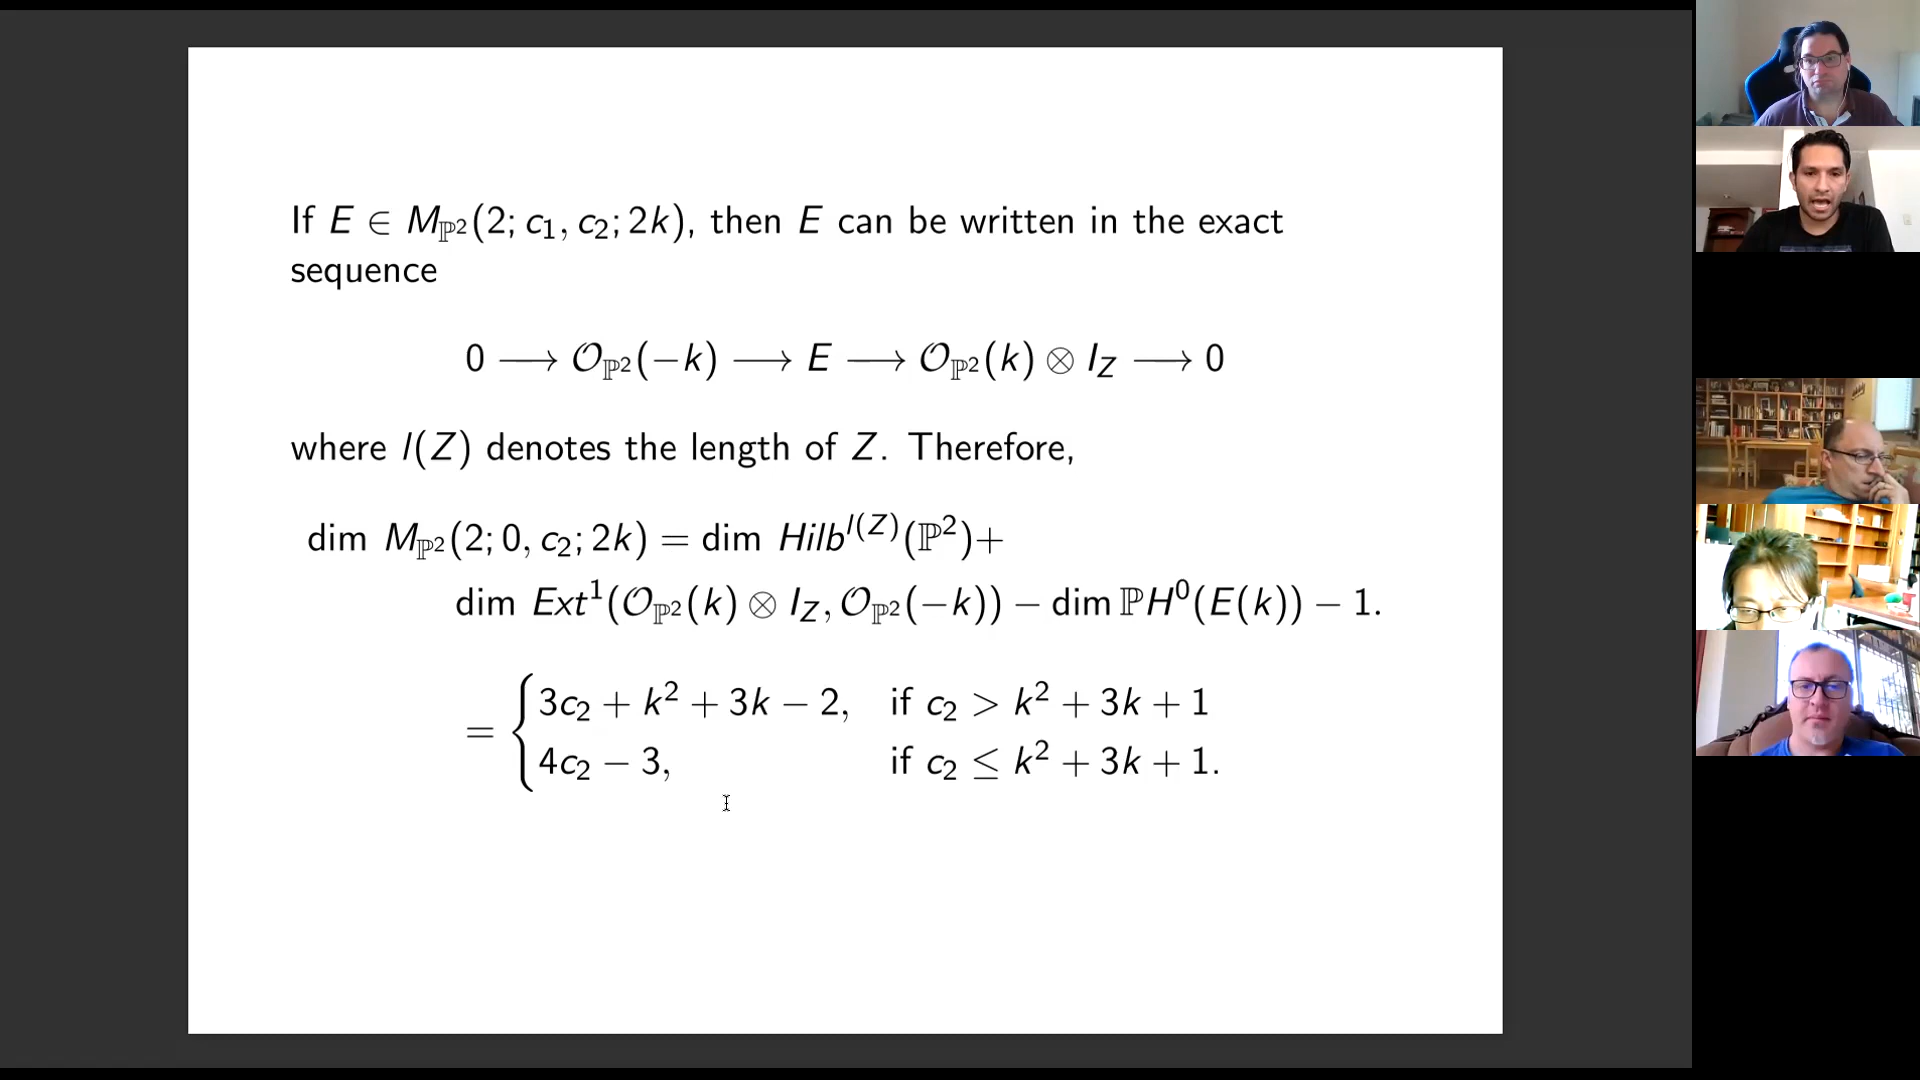 If E ∈ M_{ℙ²}(2; c₁, c₂; 2k), then E can be written in the exact
sequence
0 ⟶ 𝒪_{ℙ²}(−k) ⟶ E ⟶ 𝒪_{ℙ²}(k) ⊗ I_Z ⟶ 0
where l(Z) denotes the length of Z. Therefore,
dim M_{ℙ²}(2; 0, c₂; 2k) = dim Hilb^{l(Z)}(ℙ²)+
dim Ext¹(𝒪_{ℙ²}(k) ⊗ I_Z, 𝒪_{ℙ²}(−k)) − dim ℙH⁰(E(k)) − 1.
= { 3c₂ + k² + 3k − 2, if c₂ > k² + 3k + 1
4c₂ − 3, if c₂ ≤ k² + 3k + 1.